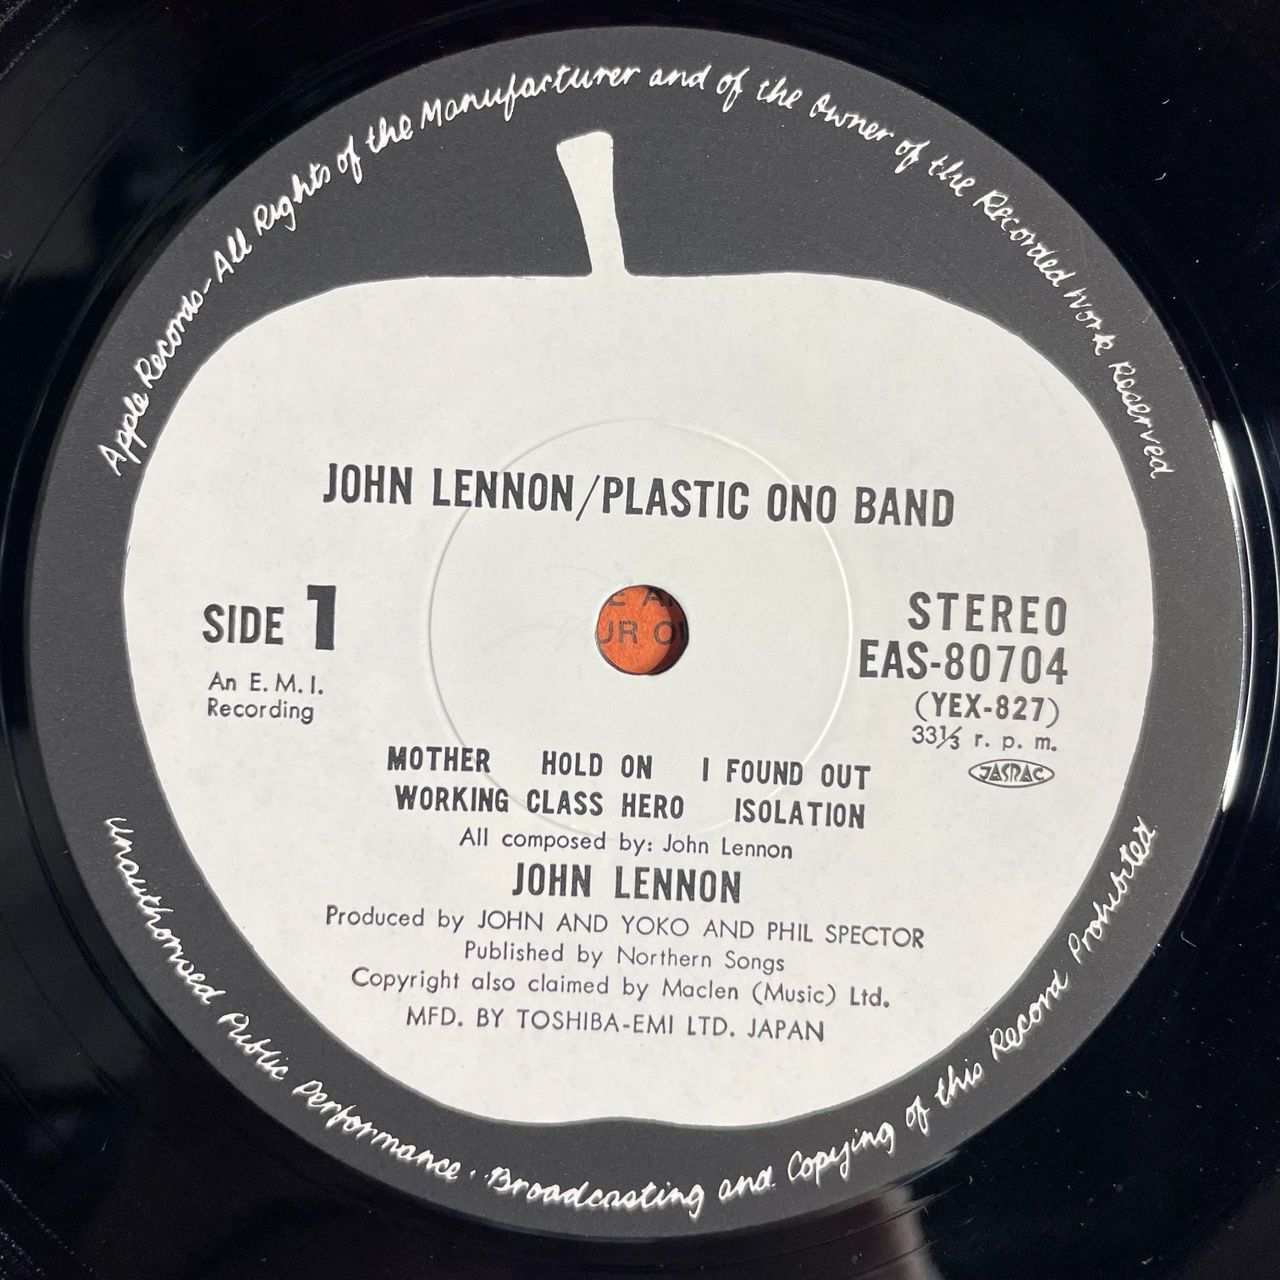 Apple Records-All Rights of the Manufacturer and of the Owner of the Recorded Work Reserved
JOHN LENNON/PLASTIC ONO BAND
SIDE 1
An E.M.I.
Recording
STEREO
EAS-80704
(YEX-827)
33⅓ r. p. m.
JASRAC
UR O
MOTHER HOLD ON I FOUND OUT
WORKING CLASS HERO ISOLATION
All composed by: John Lennon
JOHN LENNON
Produced by JOHN AND YOKO AND PHIL SPECTOR
Published by Northern Songs
Copyright also claimed by Maclen (Music) Ltd.
MFD. BY TOSHIBA-EMI LTD. JAPAN
Unauthorised Public Performance · Broadcasting and Copying of this Record Prohibited